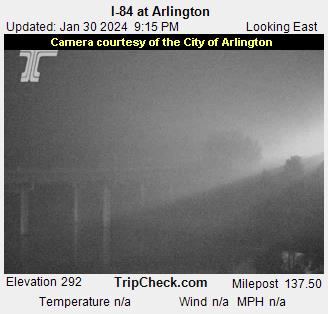 I-84 at Arlington
Updated: Jan 30 2024 9:15 PM Looking East
Camera courtesy of the City of Arlington
Elevation 292 TripCheck.com Milepost 137.50
Temperature n/a Wind n/a MPH n/a